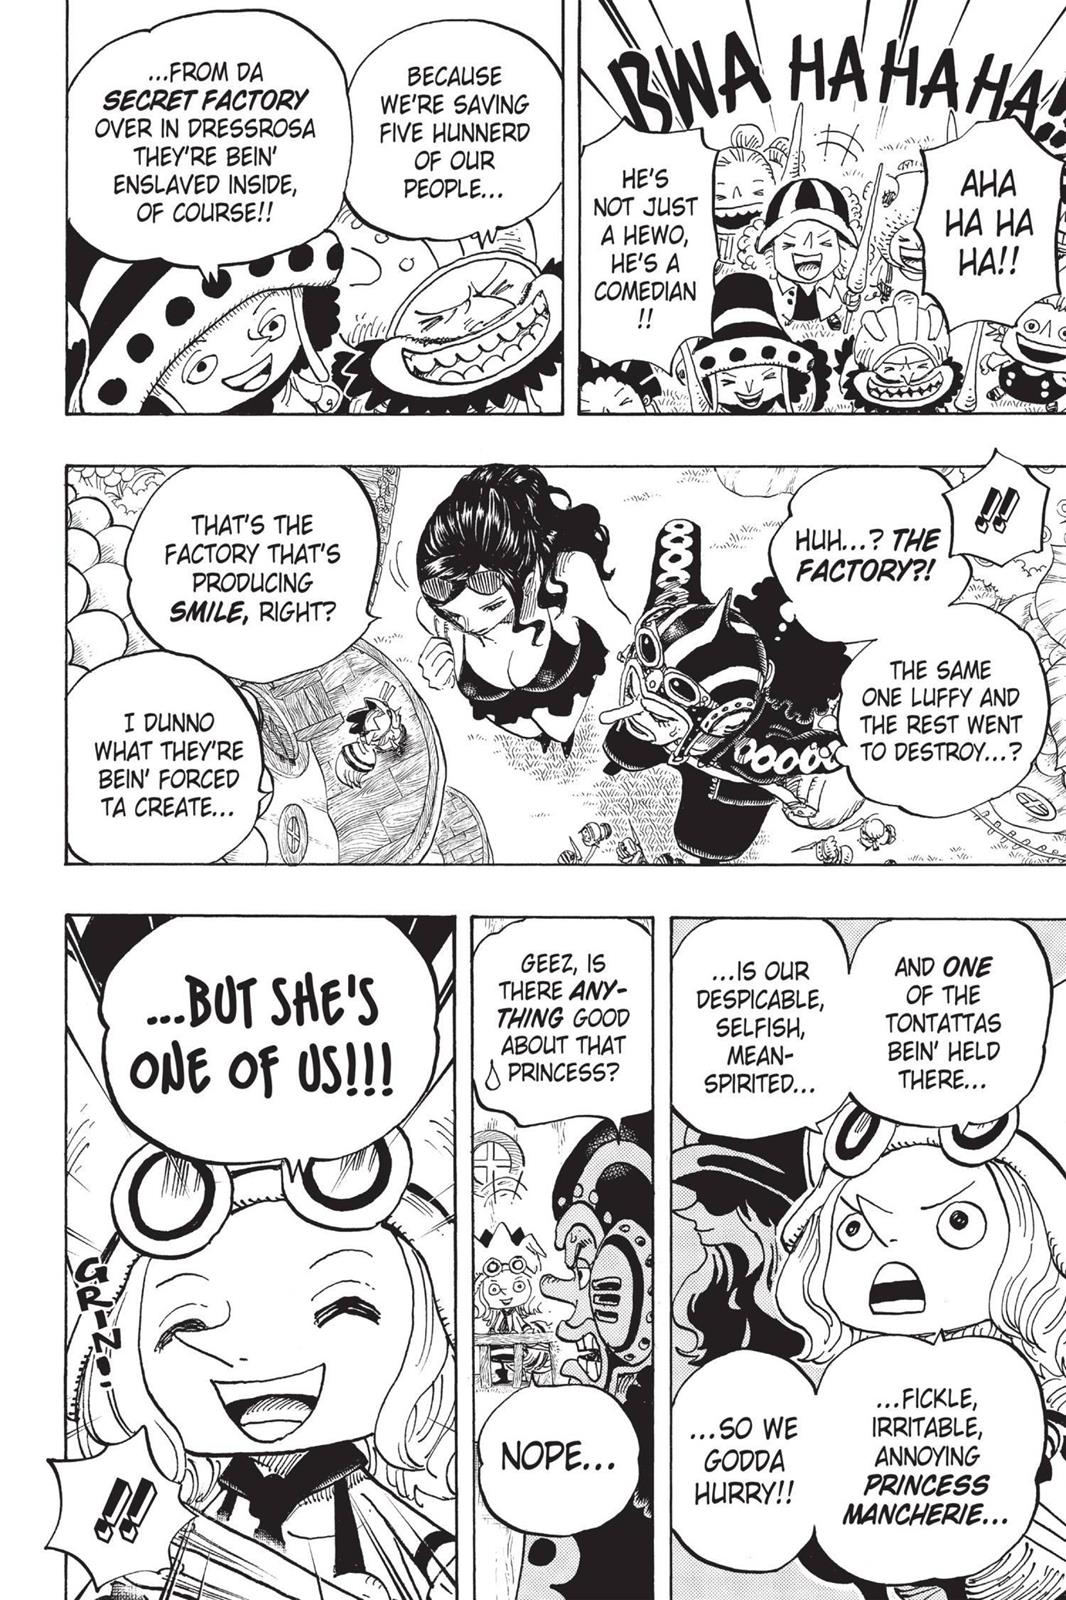 BWA HA HA HA HA!!
AHA
HA HA
HA!!
HE'S
NOT JUST
A HEWO,
HE'S A
COMEDIAN
!!
BECAUSE
WE'RE SAVING
FIVE HUNNERD
OF OUR
PEOPLE...
...FROM DA
SECRET FACTORY
OVER IN DRESSROSA
THEY'RE BEIN'
ENSLAVED INSIDE,
OF COURSE!!
!!
HUH...? THE
FACTORY?!
THE SAME
ONE LUFFY AND
THE REST WENT
TO DESTROY...?
THAT'S THE
FACTORY THAT'S
PRODUCING
SMILE, RIGHT?
I DUNNO
WHAT THEY'RE
BEIN' FORCED
TA CREATE...
AND ONE
OF THE
TONTATTAS
BEIN' HELD
THERE...
...IS OUR
DESPICABLE,
SELFISH,
MEAN-
SPIRITED...
...FICKLE,
IRRITABLE,
ANNOYING
PRINCESS
MANCHERIE...
...SO WE
GODDA
HURRY!!
GEEZ, IS
THERE ANY-
THING GOOD
ABOUT THAT
PRINCESS?
NOPE...
...BUT SHE'S
ONE OF US!!!
GRIN!
!!